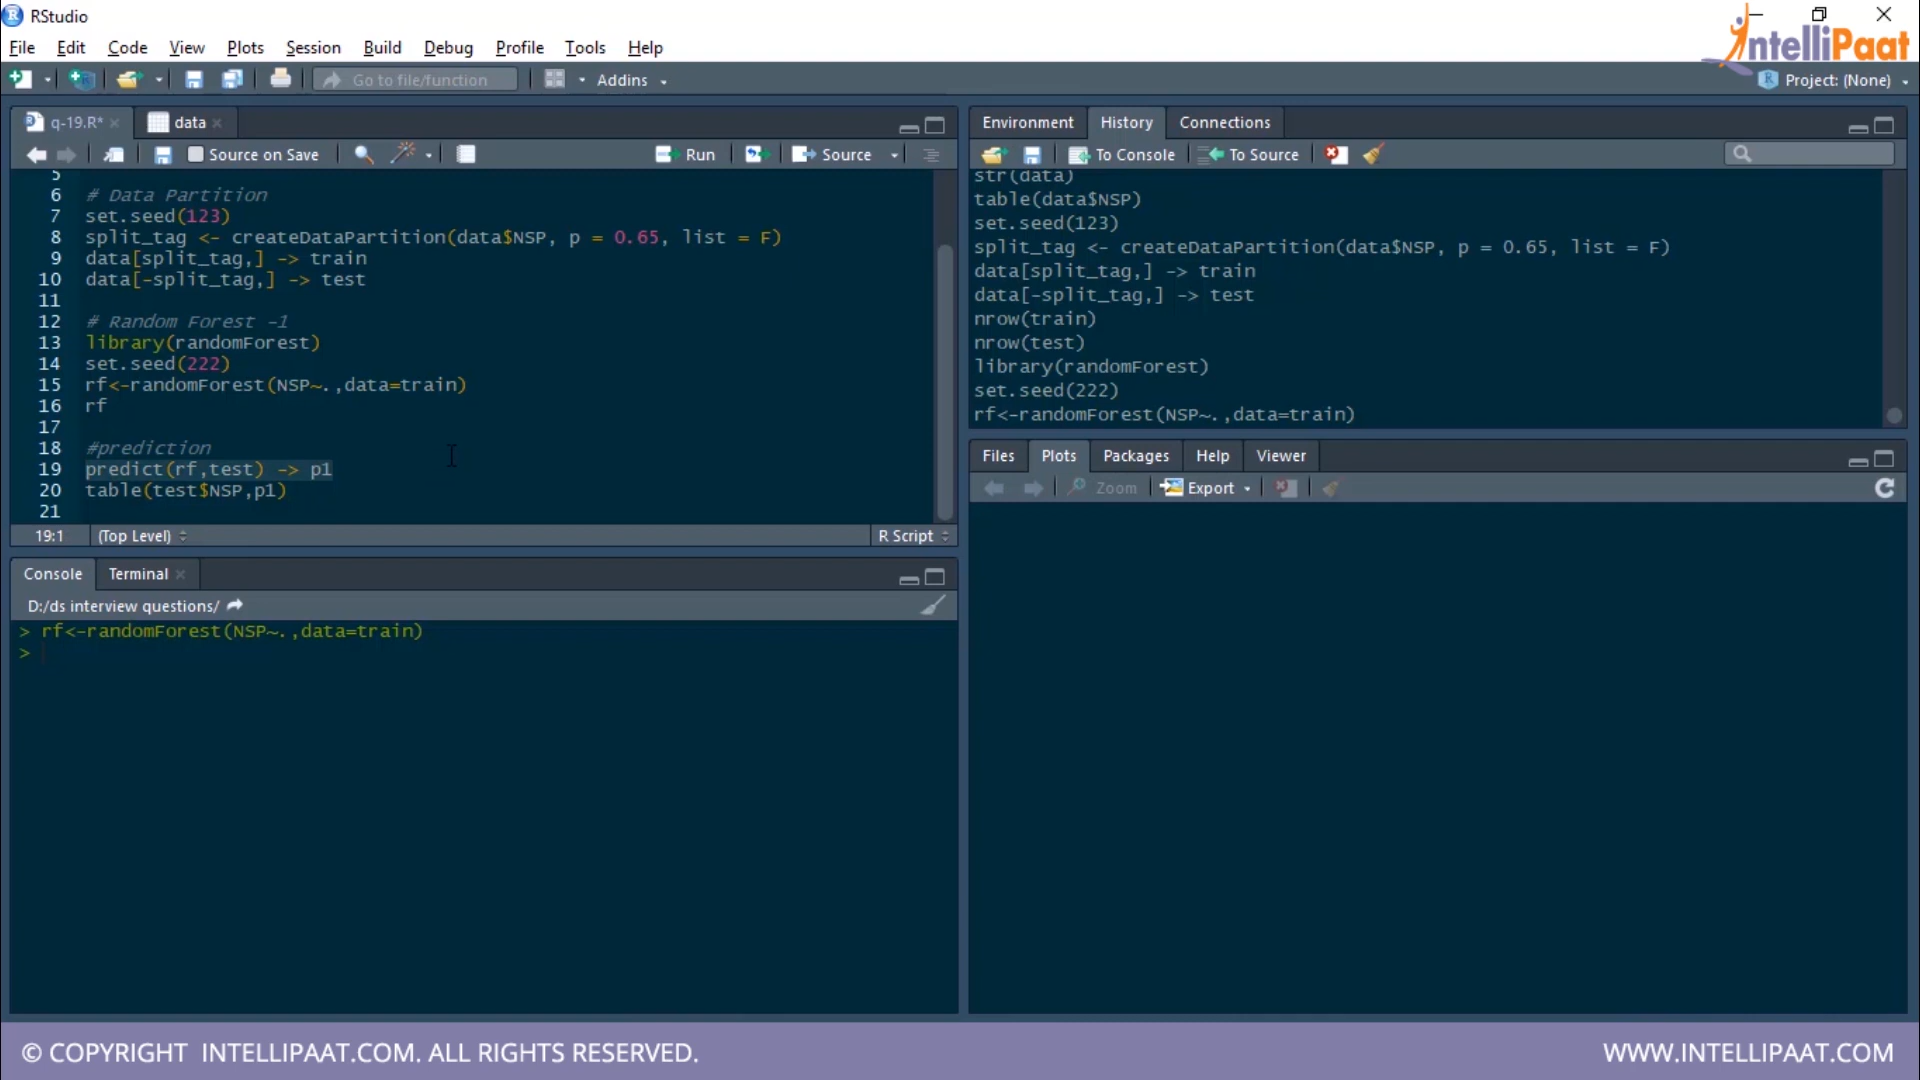 RStudio
IntelliPaat
File Edit Code View Plots Session Build Debug Profile Tools Help
Go to file/function Addins Project: (None)
q-19.R* data
Source on Save Run Source
5
6 # Data Partition
7 set.seed(123)
8 split_tag <- createDataPartition(data$NSP, p = 0.65, list = F)
9 data[split_tag,] -> train
10 data[-split_tag,] -> test
11
12 # Random Forest -1
13 library(randomForest)
14 set.seed(222)
15 rf<-randomForest(NSP~.,data=train)
16 rf
17
18 #prediction
19 predict(rf,test) -> p1
20 table(test$NSP,p1)
21
19:1 (Top Level) R Script
Console Terminal
D:/ds interview questions/
> rf<-randomForest(NSP~.,data=train)
>
Environment History Connections
To Console To Source
str(data)
table(data$NSP)
set.seed(123)
split_tag <- createDataPartition(data$NSP, p = 0.65, list = F)
data[split_tag,] -> train
data[-split_tag,] -> test
nrow(train)
nrow(test)
library(randomForest)
set.seed(222)
rf<-randomForest(NSP~.,data=train)
Files Plots Packages Help Viewer
Zoom Export
© COPYRIGHT INTELLIPAAT.COM. ALL RIGHTS RESERVED.
WWW.INTELLIPAAT.COM